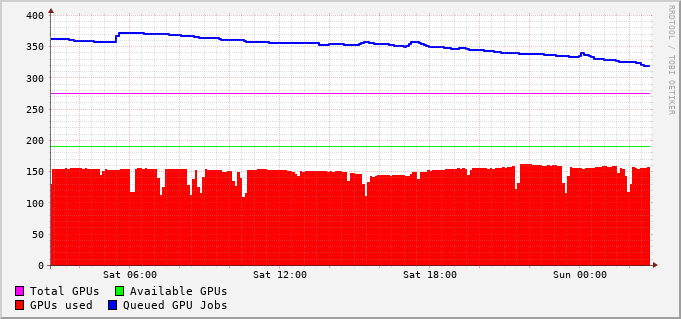 400
350
300
250
200
150
100
50
0
Sat 06:00 Sat 12:00 Sat 18:00 Sun 00:00
Total GPUs Available GPUs
GPUs used Queued GPU Jobs
RRDTOOL / TOBI OETIKER